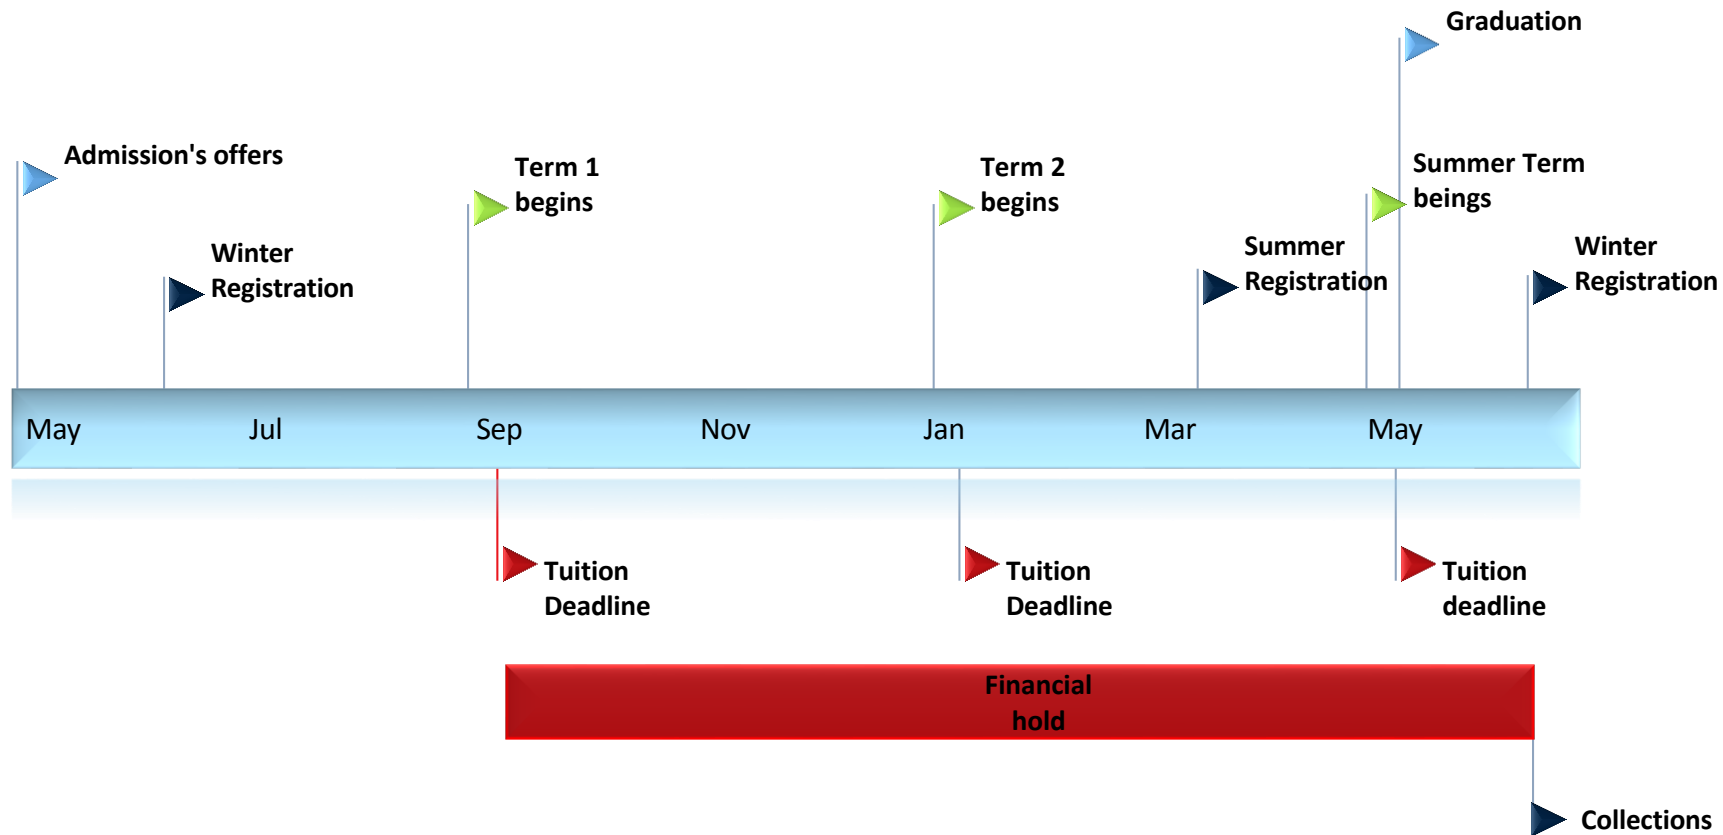 Graduation
Admission's offers
Term 1
begins
Term 2
begins
Summer Term
beings
Winter
Registration
Summer
Registration
Winter
Registration
May Jul Sep Nov Jan Mar May
Tuition
Deadline
Tuition
Deadline
Tuition
deadline
Financial
hold
Collections